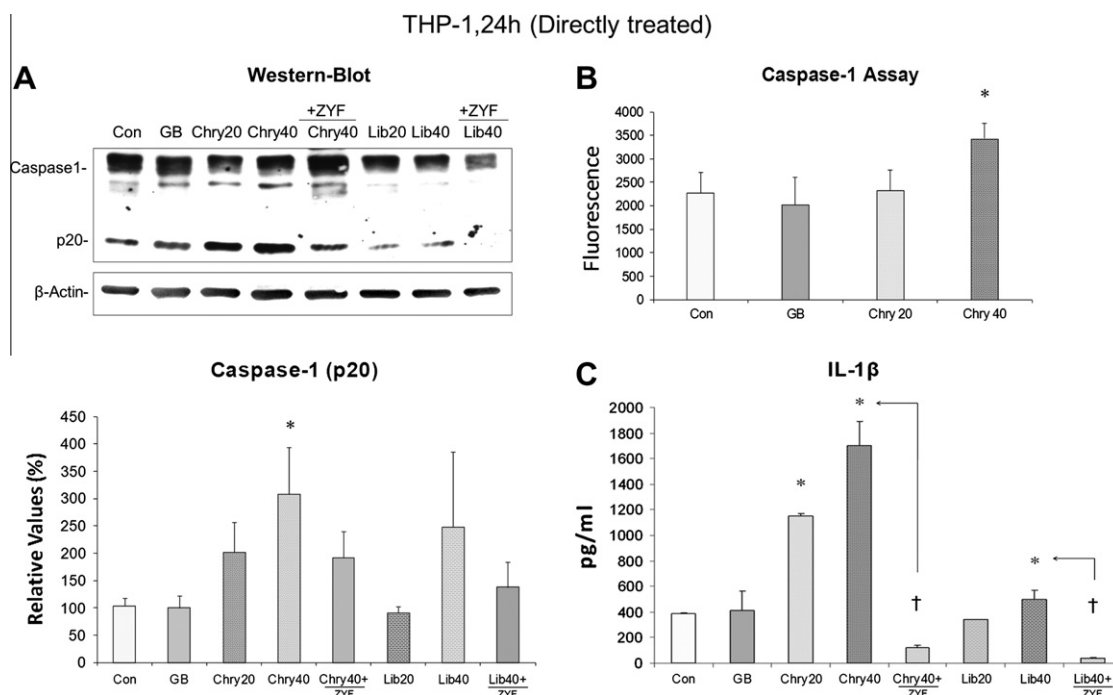 THP-1,24h (Directly treated)
A
Western-Blot
+ZYF +ZYF
Con GB Chry20 Chry40 Chry40 Lib20 Lib40 Lib40
Caspase1-
p20-
β-Actin-
B
Caspase-1 Assay
*
4000
3500
3000
2500
2000
1500
1000
500
0
Fluorescence
Con GB Chry 20 Chry 40
Caspase-1 (p20)
450
400
350
300
250
200
150
100
50
0
Relative Values (%)
*
Con GB Chry20 Chry40 Chry40+ Lib20 Lib40 Lib40+
ZYF ZYF
C
IL-1β
2000
1800
1600
1400
1200
1000
800
600
400
200
0
pg/ml
* * † * †
Con GB Chry20 Chry40 Chry40+ Lib20 Lib40 Lib40+
ZYF ZYF